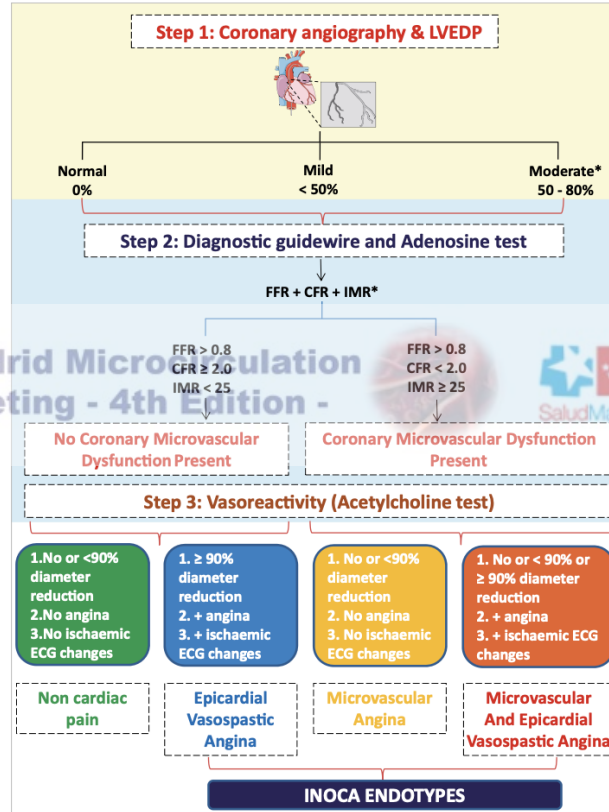 Step 1: Coronary angiography & LVEDP
Normal
0%
Mild
< 50%
Moderate*
50 - 80%
Step 2: Diagnostic guidewire and Adenosine test
FFR + CFR + IMR*
FFR > 0.8
CFR ≥ 2.0
IMR < 25
FFR > 0.8
CFR < 2.0
IMR ≥ 25
drid Microcirculation
eting - 4th Edition -
SaludMa
No Coronary Microvascular
Dysfunction Present
Coronary Microvascular Dysfunction
Present
Step 3: Vasoreactivity (Acetylcholine test)
1.No or <90%
diameter
reduction
2.No angina
3.No ischaemic
ECG changes
1. ≥ 90%
diameter
reduction
2. + angina
3. + ischaemic
ECG changes
1. No or <90%
diameter
reduction
2. No angina
3. No ischaemic
ECG changes
1. No or < 90% or
≥ 90% diameter
reduction
2. + angina
3. + ischaemic ECG
changes
Non cardiac
pain
Epicardial
Vasospastic
Angina
Microvascular
Angina
Microvascular
And Epicardial
Vasospastic Angina
INOCA ENDOTYPES